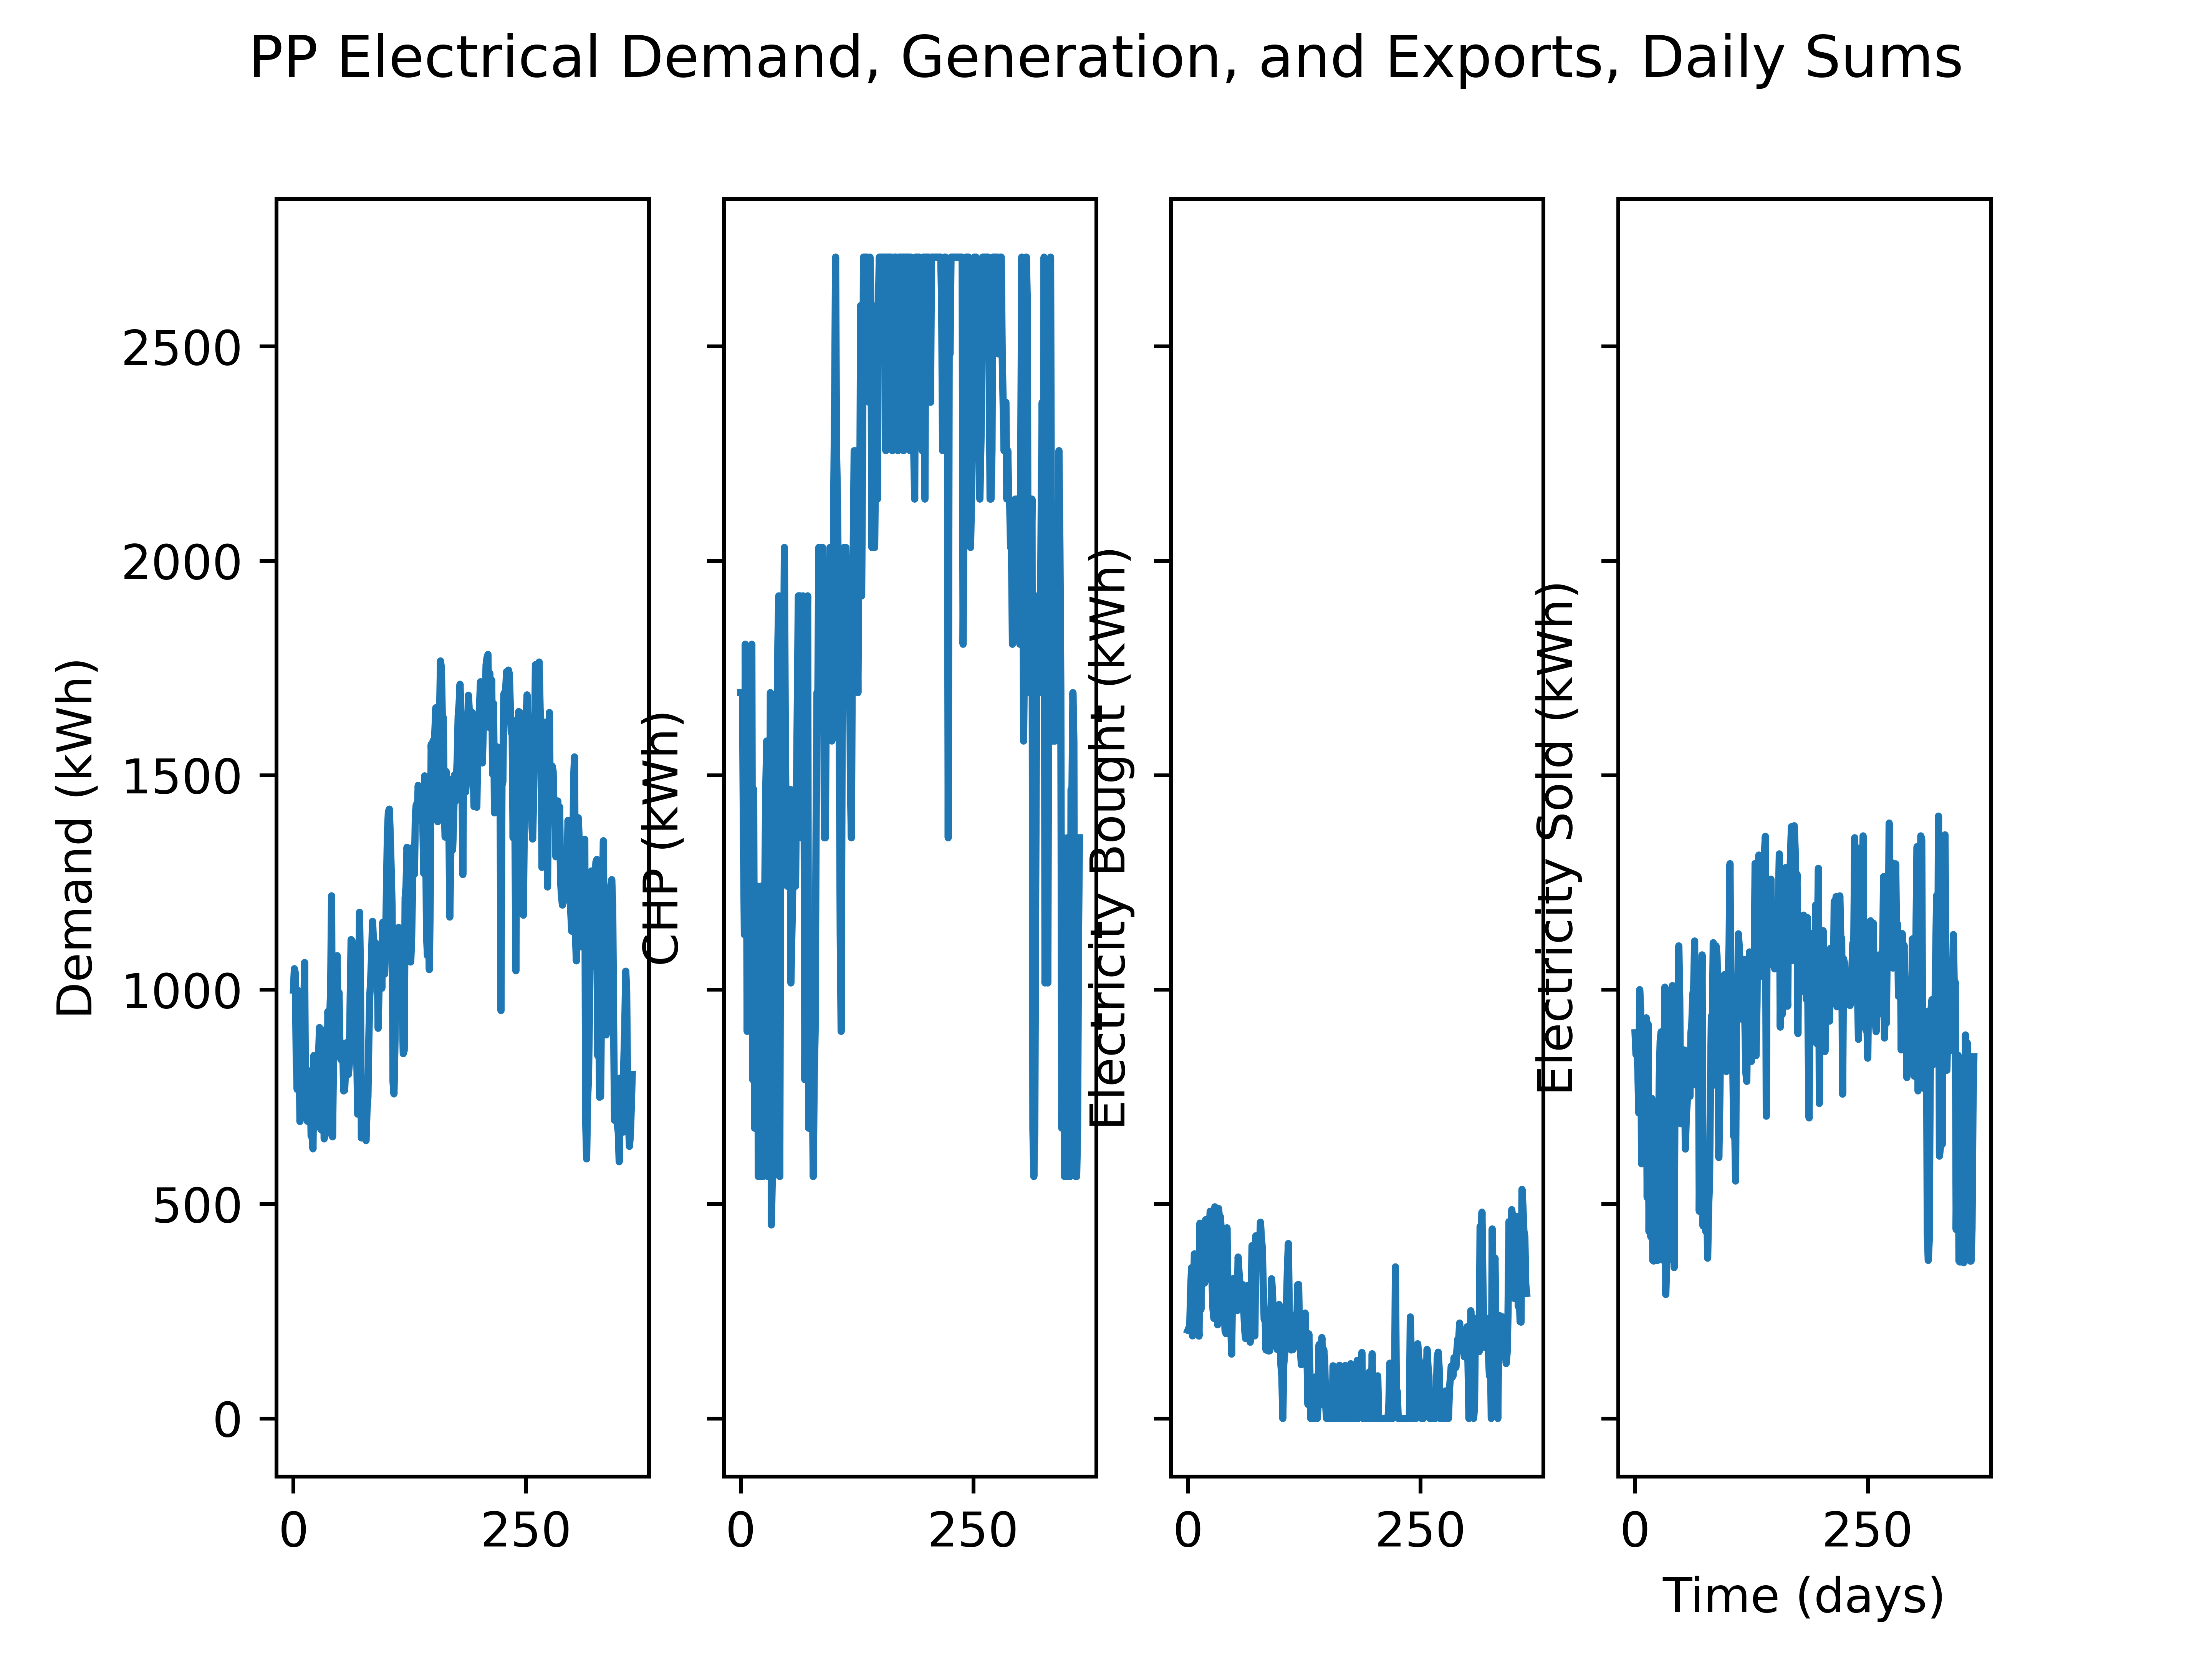 PP Electrical Demand, Generation, and Exports, Daily Sums
Demand (kWh)
2500
2000
1500
1000
500
0
0 250
CHP (kWh)
0 250
Electricity Bought (kWh)
0 250
Electricity Sold (kWh)
0 250
Time (days)